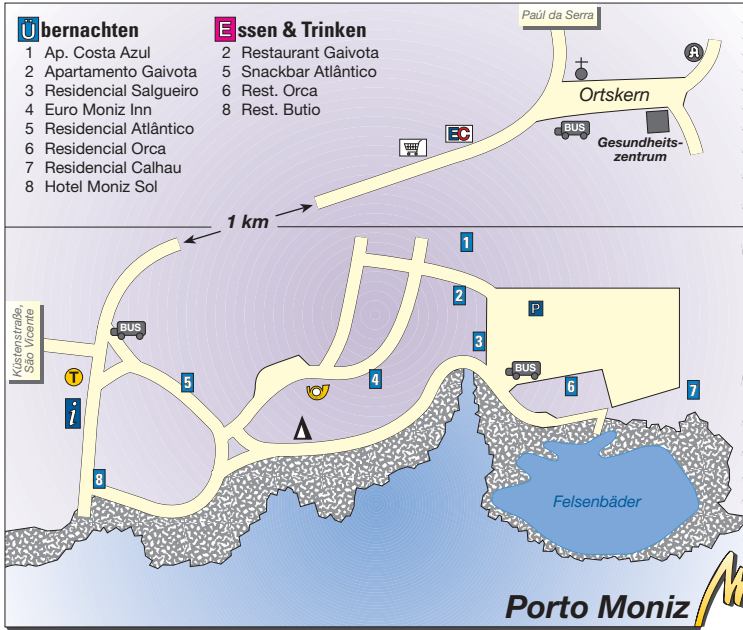 Übernachten
1 Ap. Costa Azul
2 Apartamento Gaivota
3 Residencial Salgueiro
4 Euro Moniz Inn
5 Residencial Atlântico
6 Residencial Orca
7 Residencial Calhau
8 Hotel Moniz Sol
Essen & Trinken
2 Restaurant Gaivota
5 Snackbar Atlântico
6 Rest. Orca
8 Rest. Butio
Paúl da Serra
A
Ortskern
BUS
Gesundheits-
zentrum
EC
1 km
Küstenstraße,
São Vicente
BUS
T
i
1
2
P
3
BUS
4
5
6
7
8
Felsenbäder
Porto Moniz